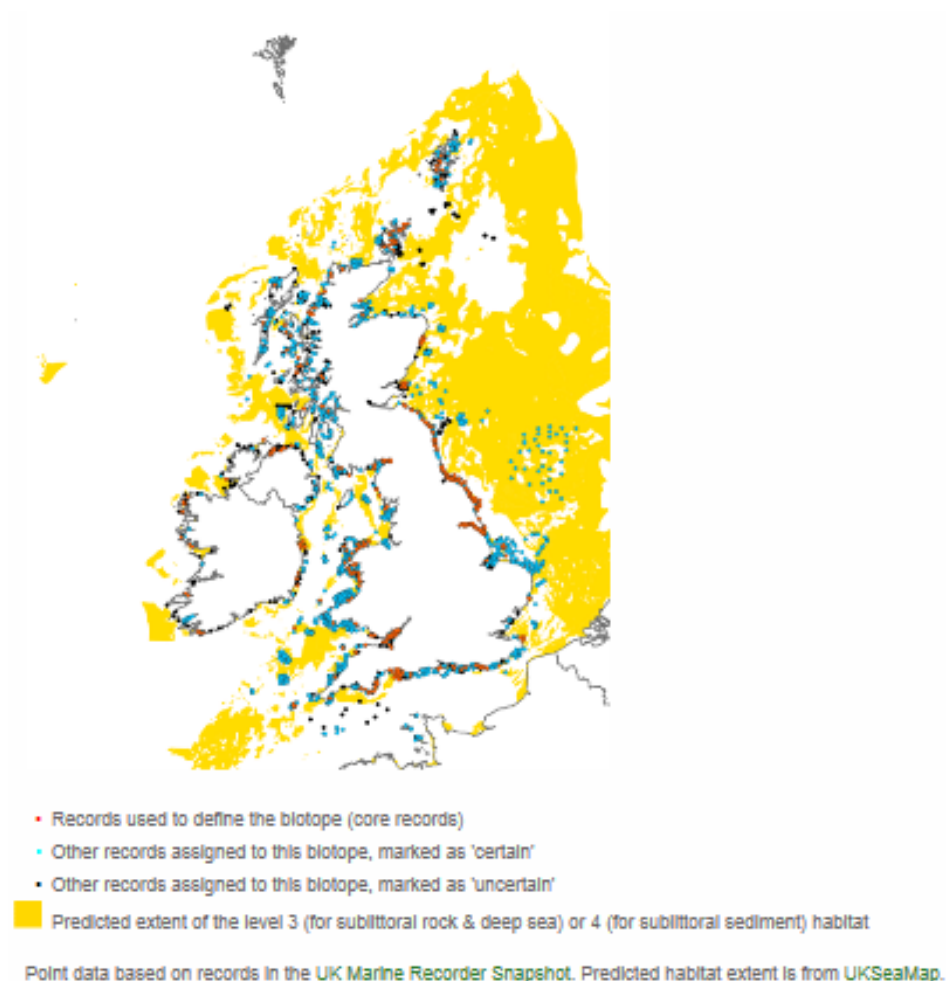 Records used to define the biotope (core records)
Other records assigned to this biotope, marked as 'certain'
Other records assigned to this biotope, marked as 'uncertain'
Predicted extent of the level 3 (for sublittoral rock & deep sea) or 4 (for sublittoral sediment) habitat
Point data based on records in the UK Marine Recorder Snapshot. Predicted habitat extent is from UKSeaMap.